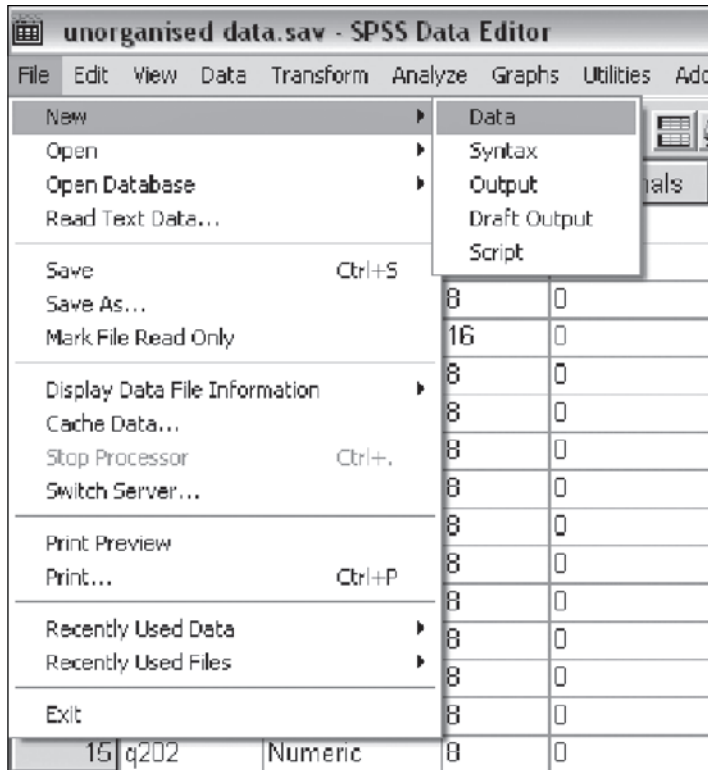 unorganised data.sav - SPSS Data Editor
File Edit View Data Transform Analyze Graphs Utilities Add
New Data
Open Syntax
Open Database Output
Read Text Data... Draft Output
Script
Save Ctrl+S
Save As... 8 0
Mark File Read Only 16 0
8 0
Display Data File Information
Cache Data... 8 0
Stop Processor Ctrl+. 8 0
Switch Server... 8 0
8 0
Print Preview
Print... Ctrl+P 8 0
8 0
Recently Used Data 8 0
Recently Used Files 8 0
Exit 8 0
15 q202 Numeric 8 0